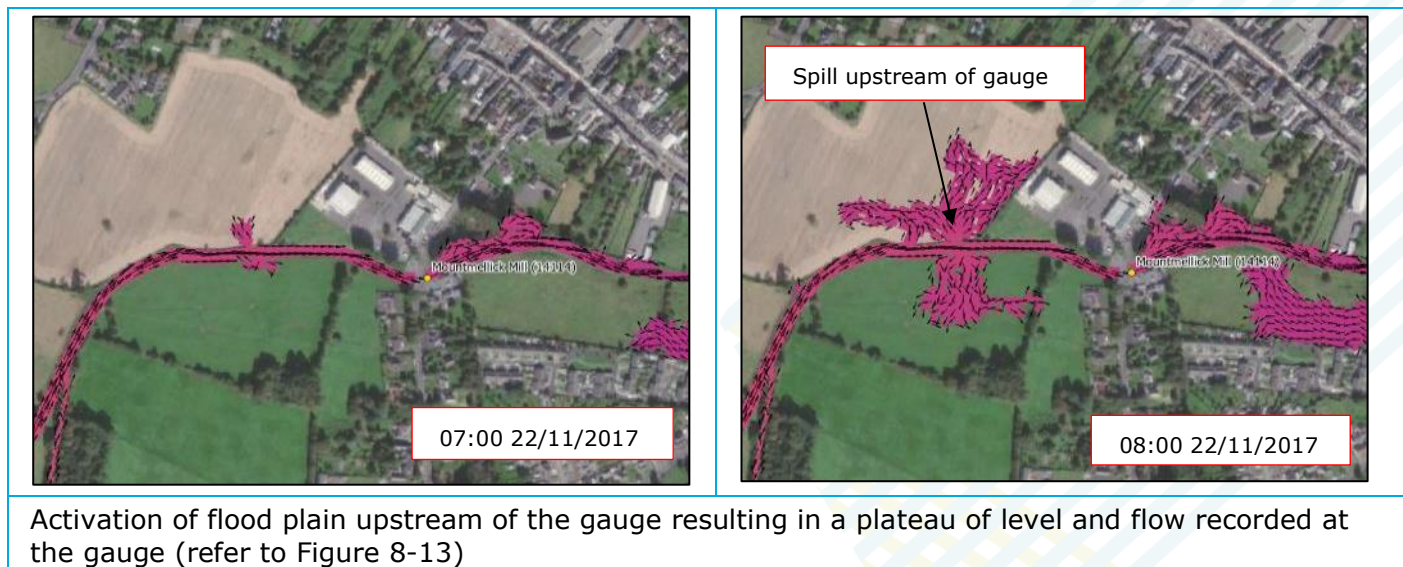 Mountmellick Mill (14114)
07:00 22/11/2017
Spill upstream of gauge
Mountmellick Mill (14114)
08:00 22/11/2017
Activation of flood plain upstream of the gauge resulting in a plateau of level and flow recorded at
the gauge (refer to Figure 8-13)